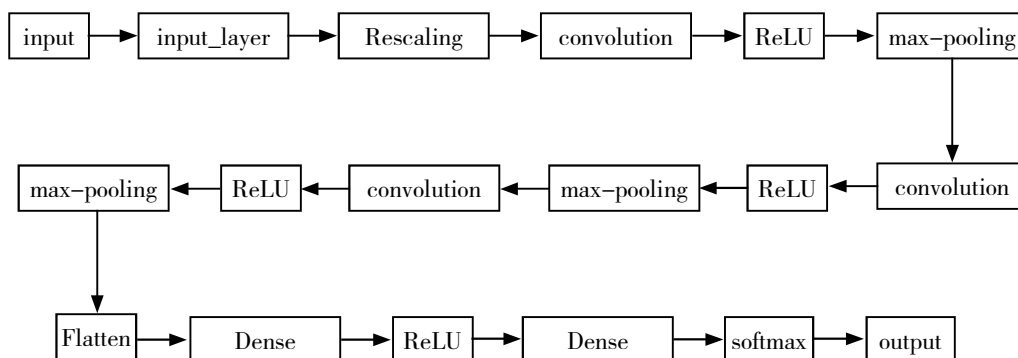 input input_layer Rescaling convolution ReLU max-pooling
max-pooling ReLU convolution max-pooling ReLU convolution
Flatten Dense ReLU Dense softmax output